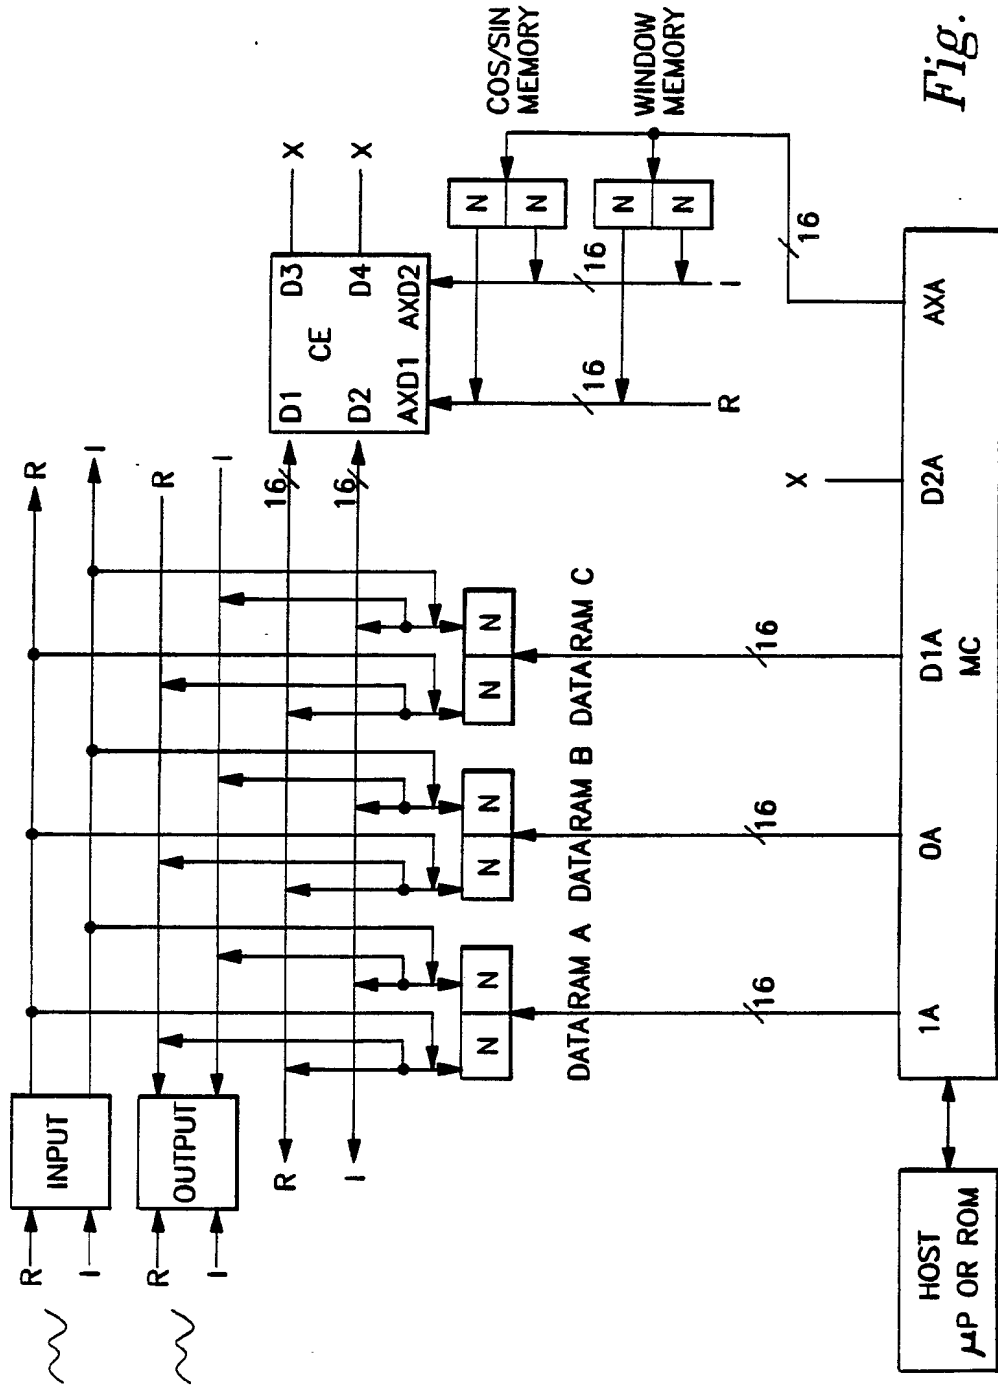 R
I
INPUT
R
I
R
I
OUTPUT
R
I
R
I
16
16
D1
D2
D3
D4
CE
AXD1
AXD2
X
X
N
N
N
N
N
N
DATA RAM A
DATA RAM B
DATA RAM C
N
N
COS/SIN
MEMORY
N
N
WINDOW
MEMORY
16
R
16
I
16
16
16
16
X
1A
0A
D1A
D2A
AXA
MC
HOST
µP OR ROM
Fig.